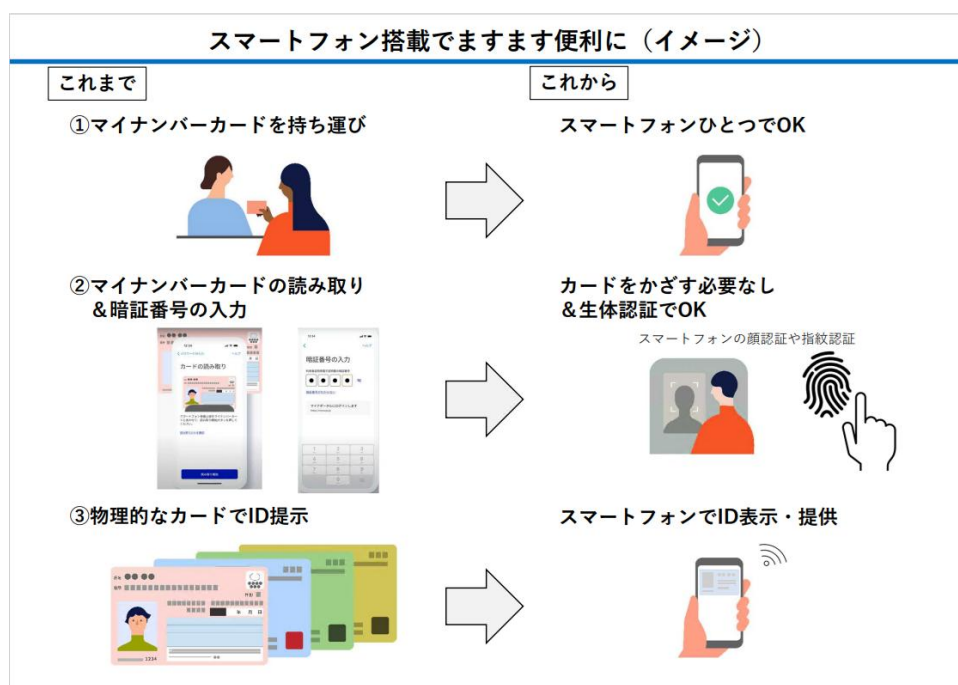 スマートフォン搭載でますます便利に（イメージ）
これまで
これから
①マイナンバーカードを持ち運び
スマートフォンひとつでOK
②マイナンバーカードの読み取り
＆暗証番号の入力
カードをかざす必要なし
＆生体認証でOK
スマートフォンの顔認証や指紋認証
カードの読み取り
暗証番号の入力
③物理的なカードでID提示
スマートフォンでID表示・提供
1234